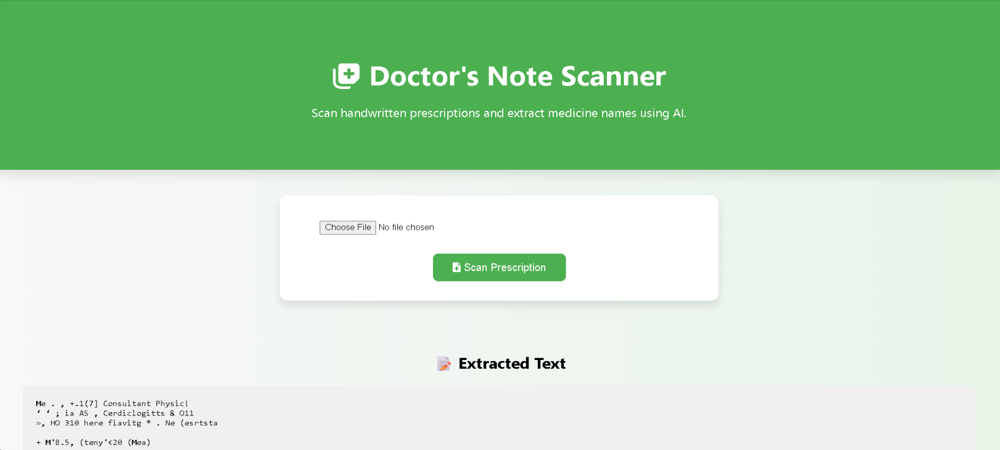 Doctor's Note Scanner
Scan handwritten prescriptions and extract medicine names using AI.
Choose File No file chosen
Scan Prescription
Extracted Text
Me . , +.1(7] Consultant Physic!
‘ ‘ ; ia AS , Cerdiclogitts & O11
», HO 310 here fiavitg * . Ne (esrtsta
+ M'8.5, (teny'<20 (Mea)